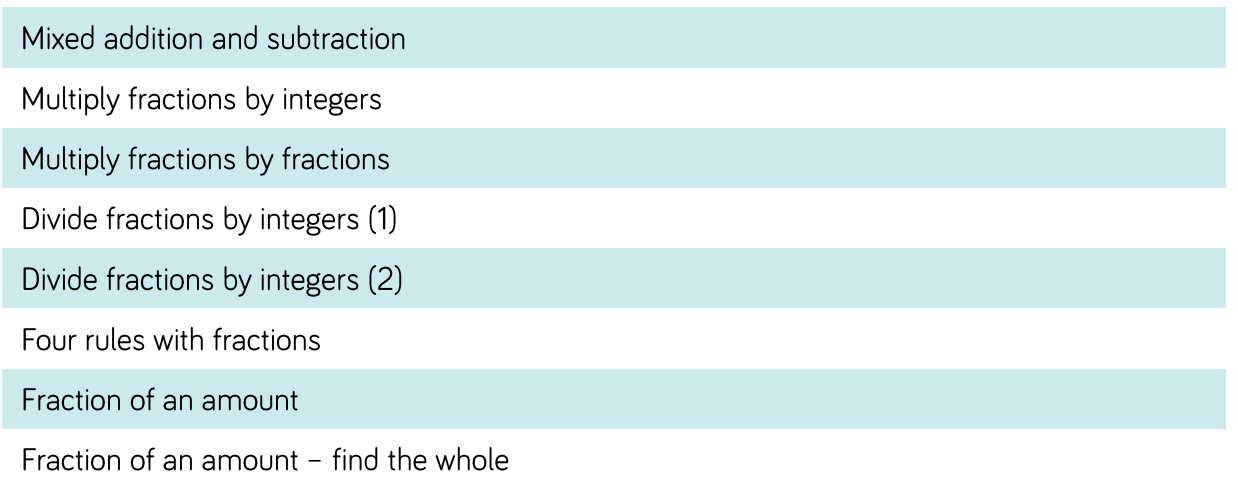 Mixed addition and subtraction
Multiply fractions by integers
Multiply fractions by fractions
Divide fractions by integers (1)
Divide fractions by integers (2)
Four rules with fractions
Fraction of an amount
Fraction of an amount – find the whole